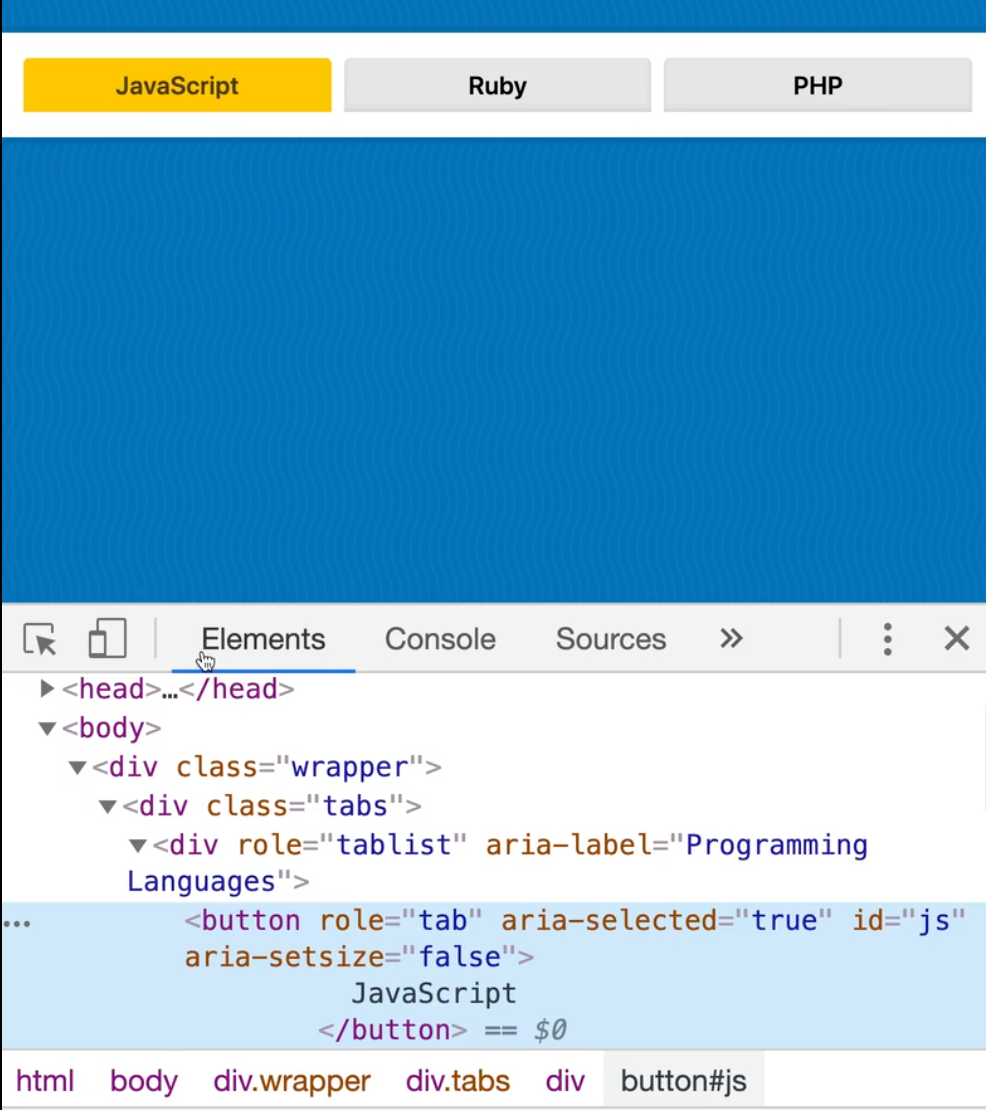 JavaScript Ruby PHP
Elements Console Sources »
▶<head>…</head>
▼<body>
▼<div class="wrapper">
▼<div class="tabs">
▼<div role="tablist" aria-label="Programming
Languages">
… <button role="tab" aria-selected="true" id="js"
aria-setsize="false">
JavaScript
</button> == $0
html body div.wrapper div.tabs div button#js